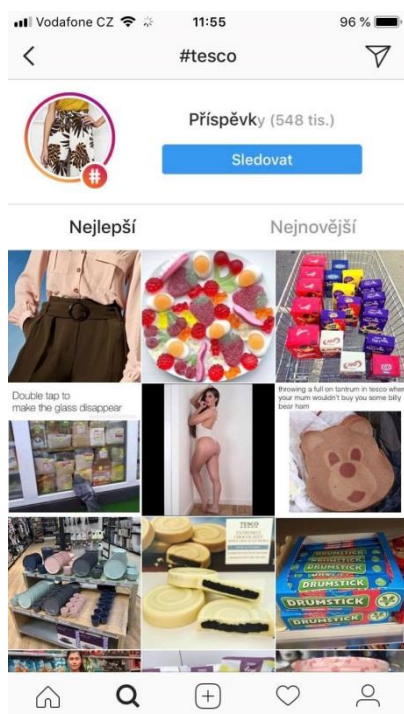 Vodafone CZ 11:55 96 %
#tesco
Příspěvky (548 tis.)
Sledovat
Nejlepší Nejnovější
Double tap to
make the glass disappear
throwing a full on tantrum in tesco when
your mum wouldn't buy you some billy
bear ham
TESCO
DRUMSTICK
DRUMSTICK
DRUMSTICK
DRUMSTICK